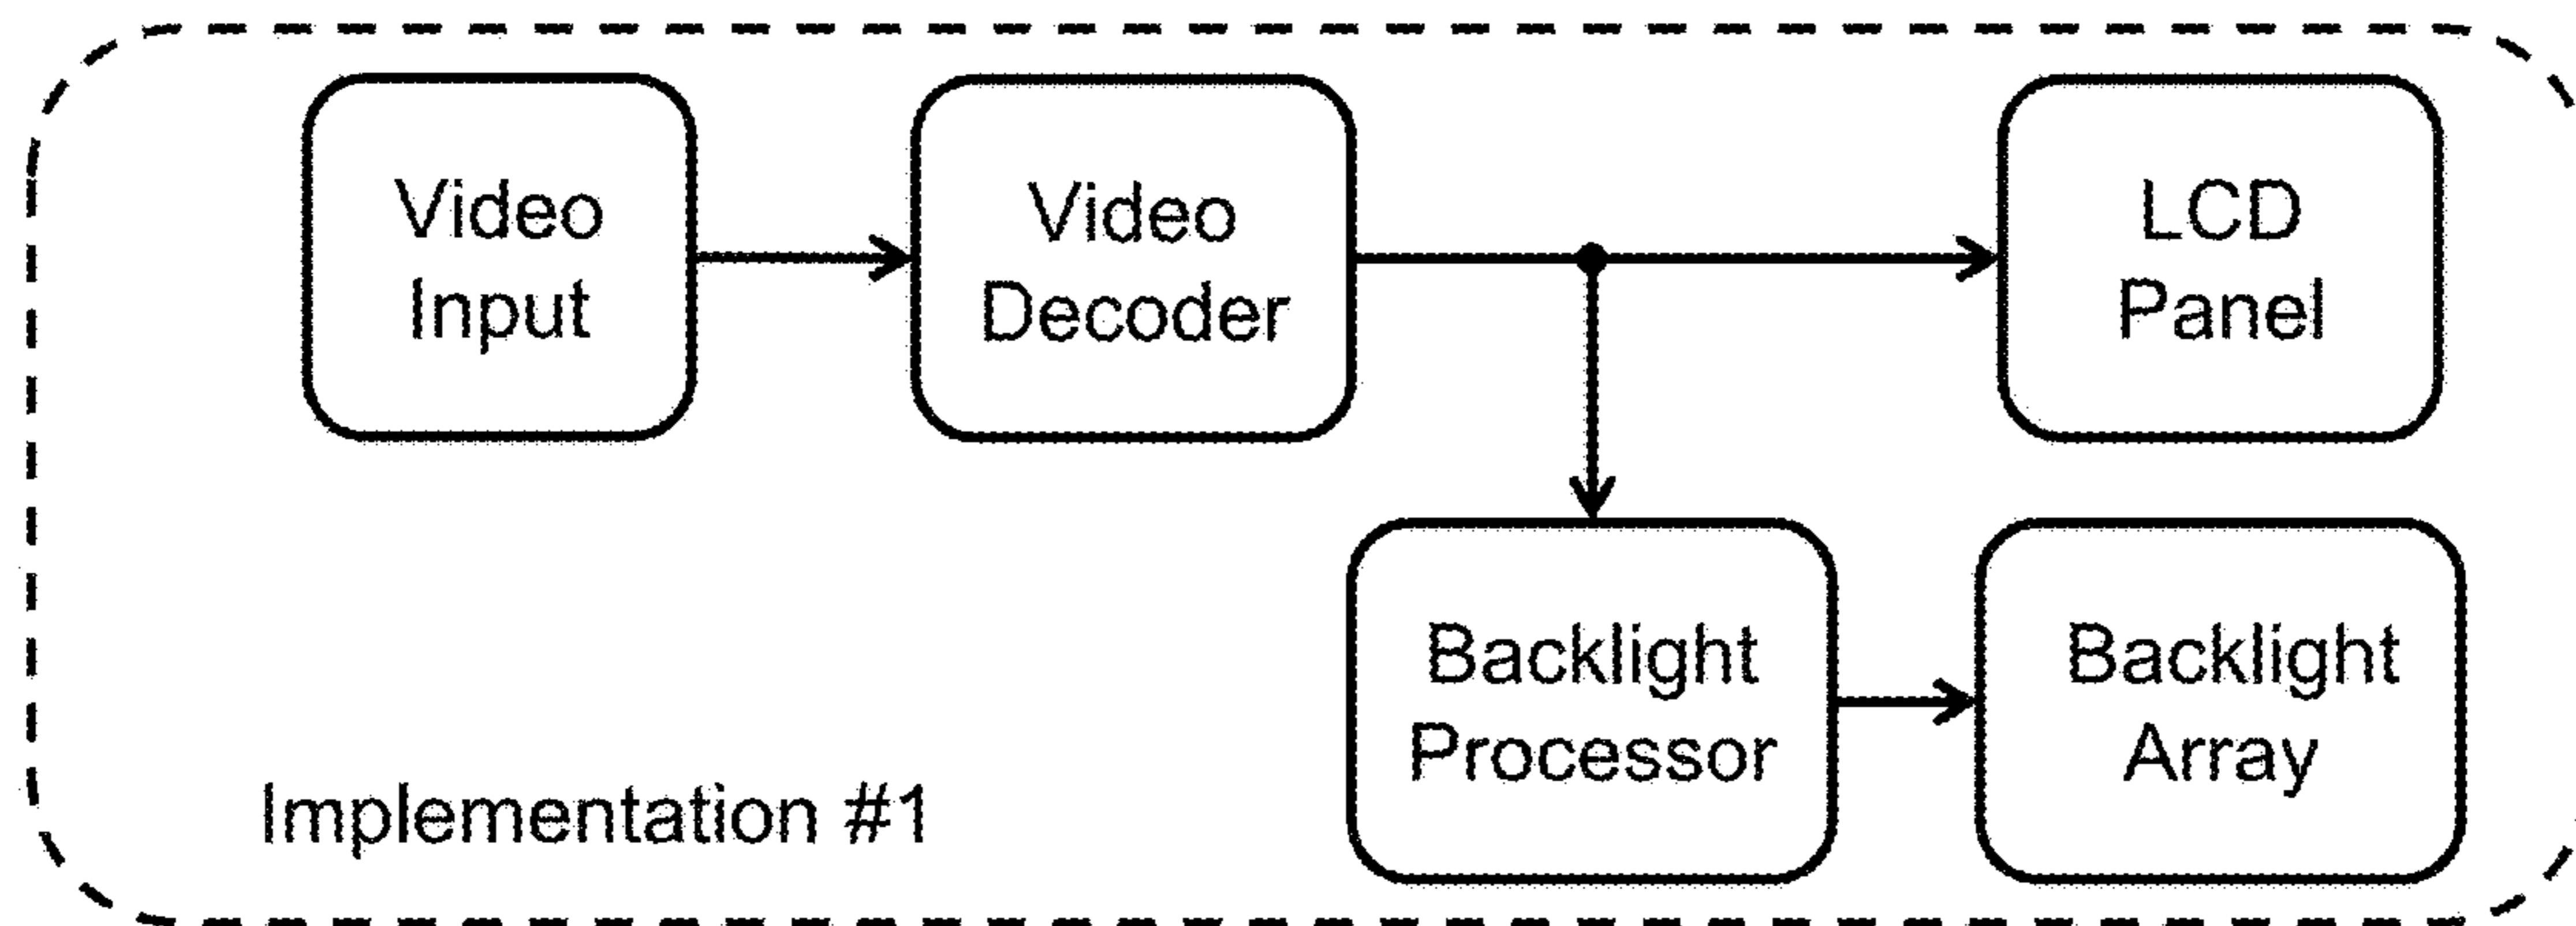 Video
Input
Video
Decoder
LCD
Panel
Backlight
Processor
Backlight
Array
Implementation #1